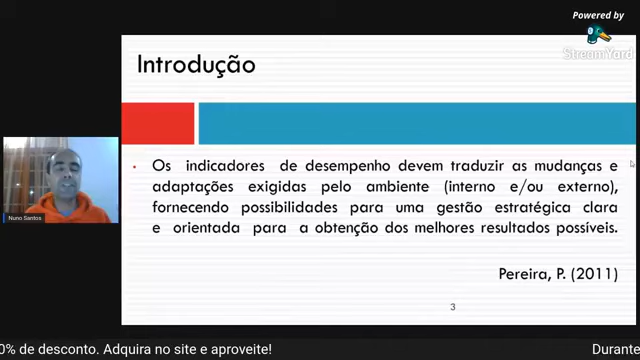 Powered by
StreamYard
Introdução
Os indicadores de desempenho devem traduzir as mudanças e
adaptações exigidas pelo ambiente (interno e/ou externo),
fornecendo possibilidades para uma gestão estratégica clara
e orientada para a obtenção dos melhores resultados possíveis.
Pereira, P. (2011)
Nuno Santos
3
0% de desconto. Adquira no site e aproveite!
Durante